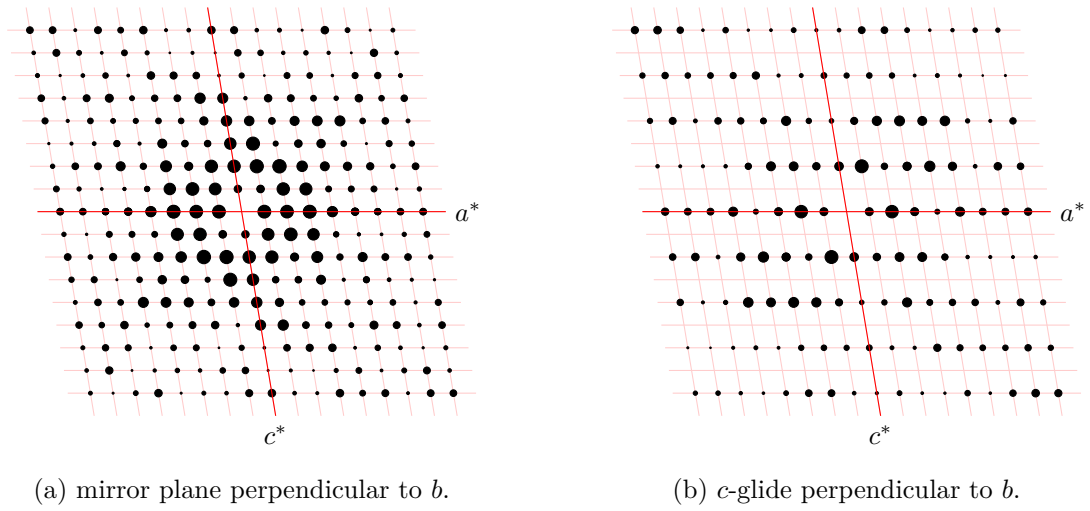 a*
a*
c*
c*
(a) mirror plane perpendicular to b.
(b) c-glide perpendicular to b.